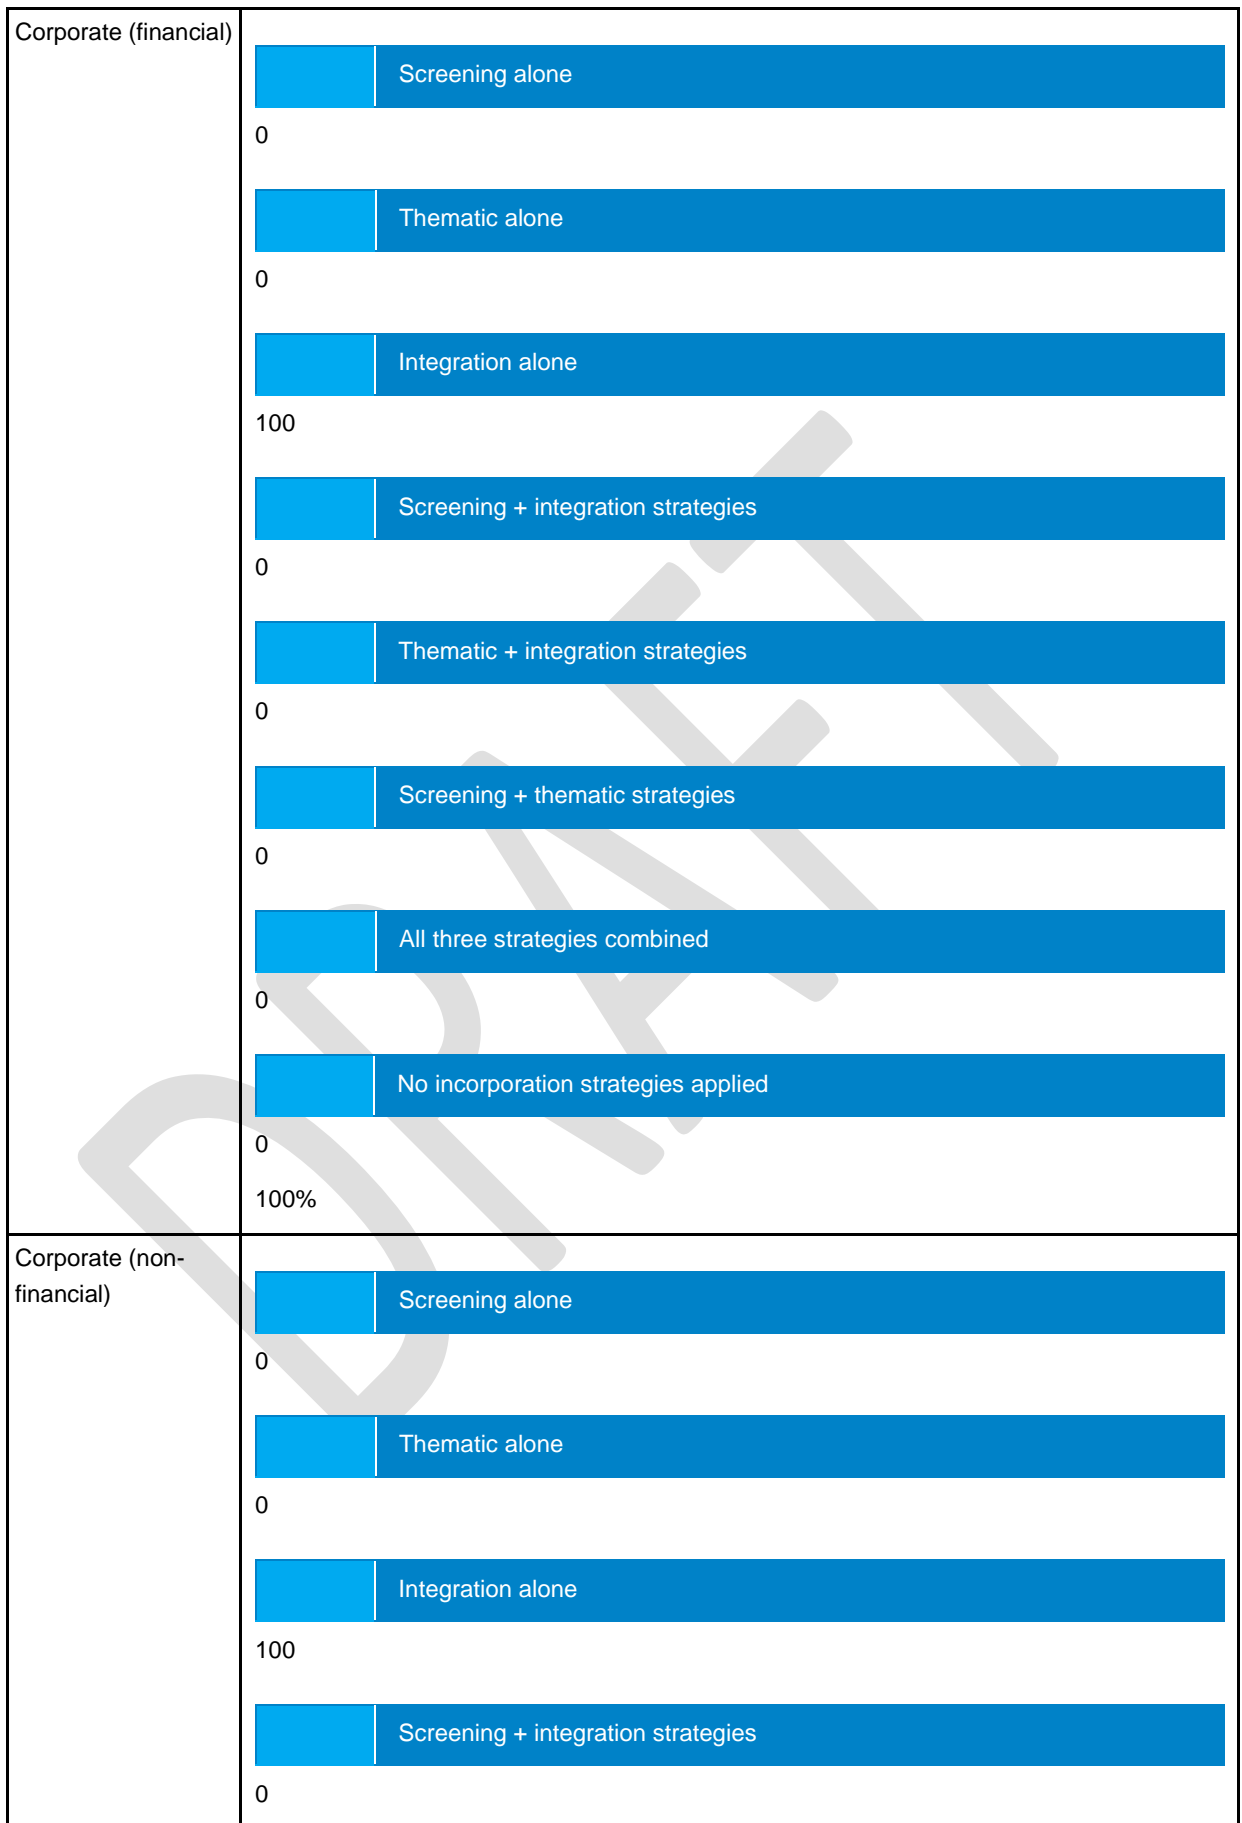 Corporate (financial)
Screening alone
0
Thematic alone
0
Integration alone
100
Screening + integration strategies
0
Thematic + integration strategies
0
Screening + thematic strategies
0
All three strategies combined
0
No incorporation strategies applied
0
100%
Corporate (non-
financial)
Screening alone
0
Thematic alone
0
Integration alone
100
Screening + integration strategies
0
DRAFT